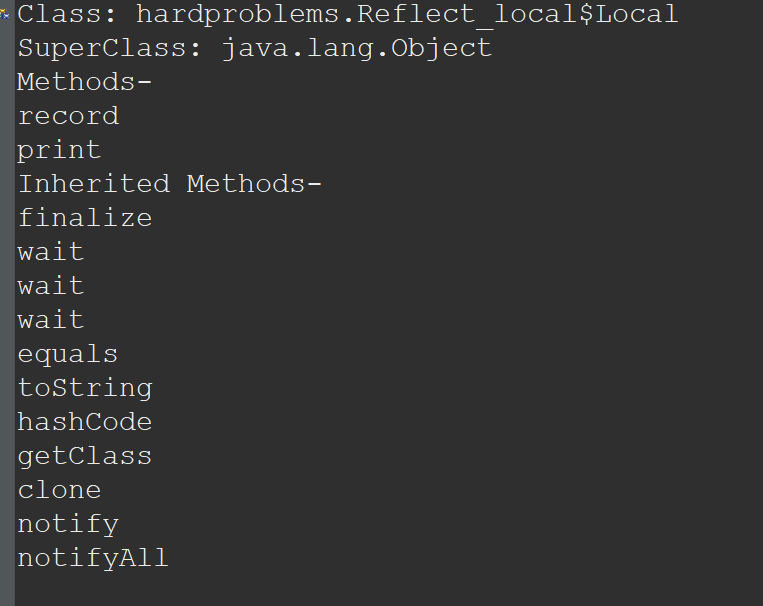 Class: hardproblems.Reflect_local$Local
SuperClass: java.lang.Object
Methods-
record
print
Inherited Methods-
finalize
wait
wait
wait
equals
toString
hashCode
getClass
clone
notify
notifyAll